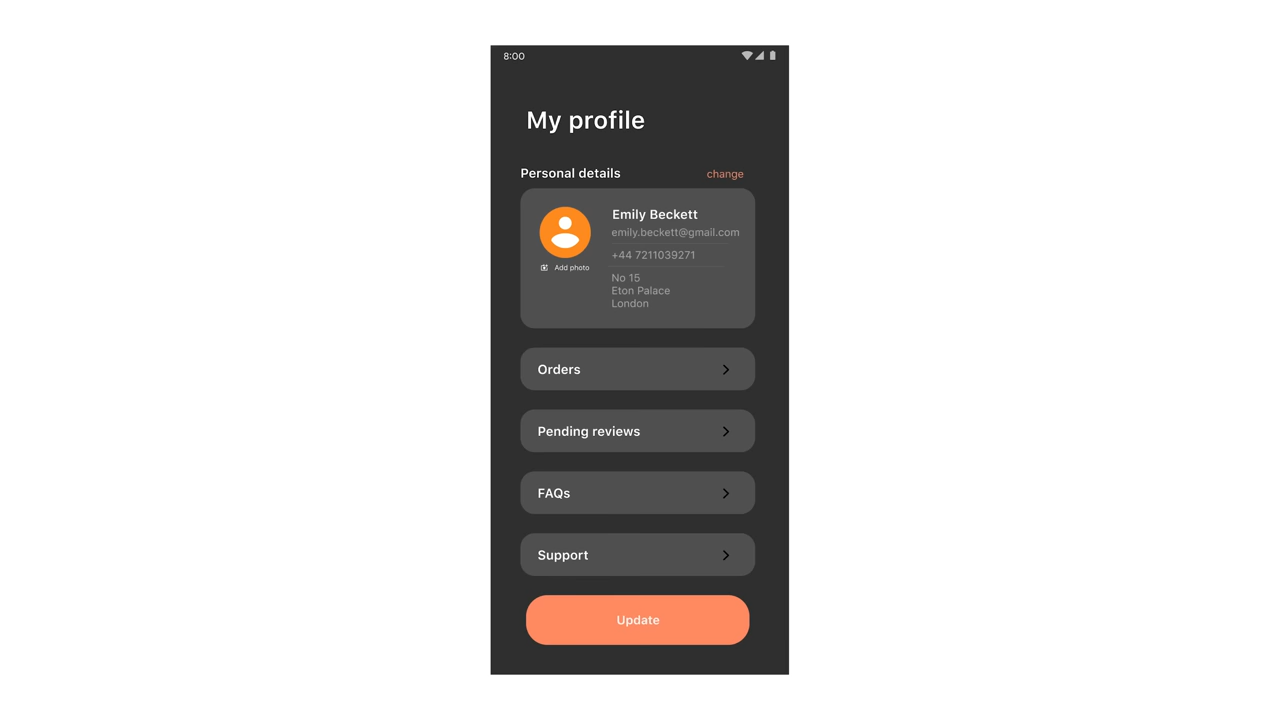 8:00
My profile
Personal details
change
Emily Beckett
emily.beckett@gmail.com
+44 7211039271
Add photo
No 15
Eton Palace
London
Orders
Pending reviews
FAQs
Support
Update